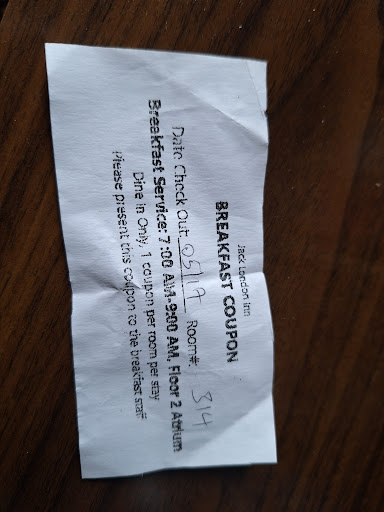 Jack London Inn
BREAKFAST COUPON
Date Check Out: 05/17 Room#: 314
Breakfast Service: 7:00 AM-9:00 AM, Floor 2 Atrium
Dine In Only, 1 coupon per room per stay
Please present this coupon to the breakfast staff